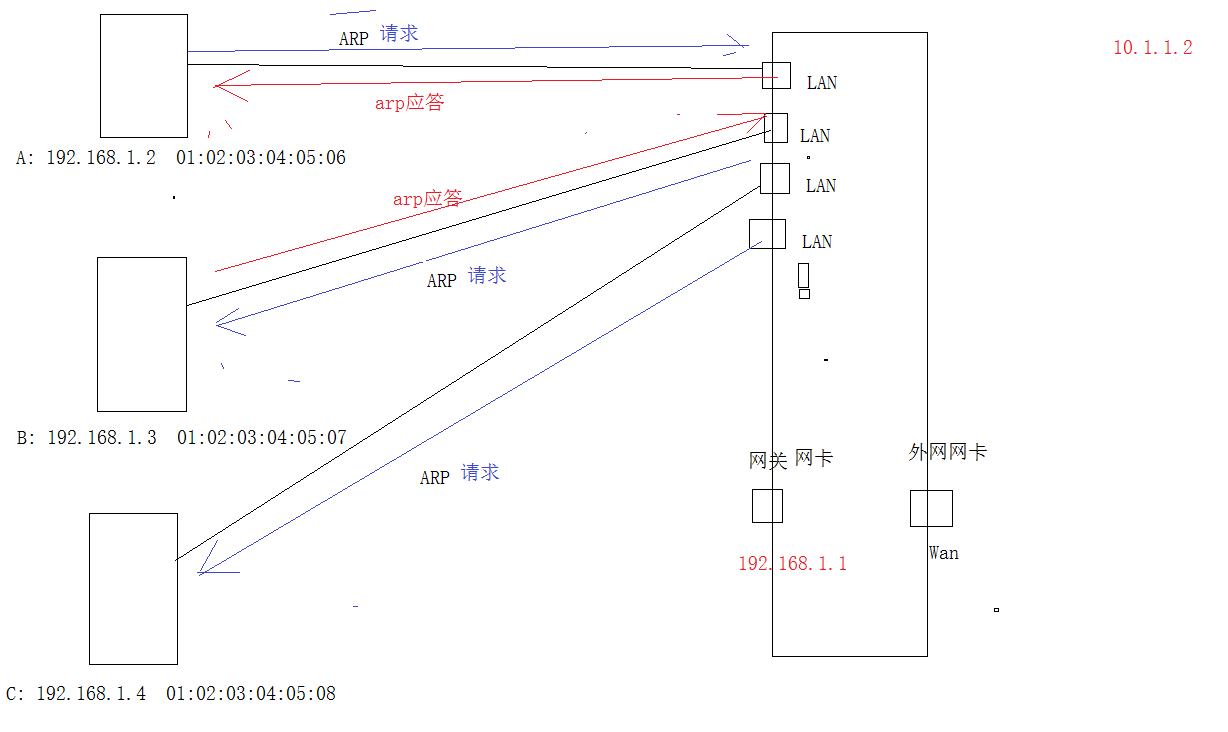 ARP 请求
10.1.1.2
LAN
arp应答
LAN
A: 192.168.1.2 01:02:03:04:05:06
LAN
arp应答
LAN
ARP 请求
B: 192.168.1.3 01:02:03:04:05:07
网关 网卡
外网网卡
ARP 请求
Wan
192.168.1.1
C: 192.168.1.4 01:02:03:04:05:08